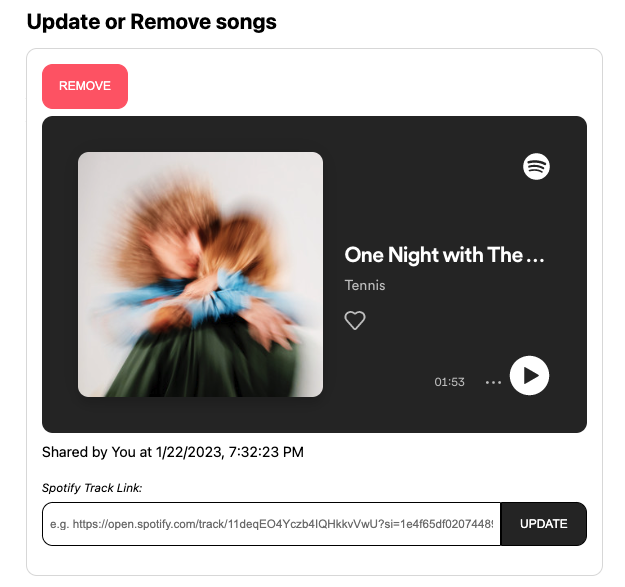 Update or Remove songs
REMOVE
One Night with The ...
Tennis
01:53
Shared by You at 1/22/2023, 7:32:23 PM
Spotify Track Link:
e.g. https://open.spotify.com/track/11deqEO4Yczb4IQHkkvVwU?si=1e4f65df0207448
UPDATE